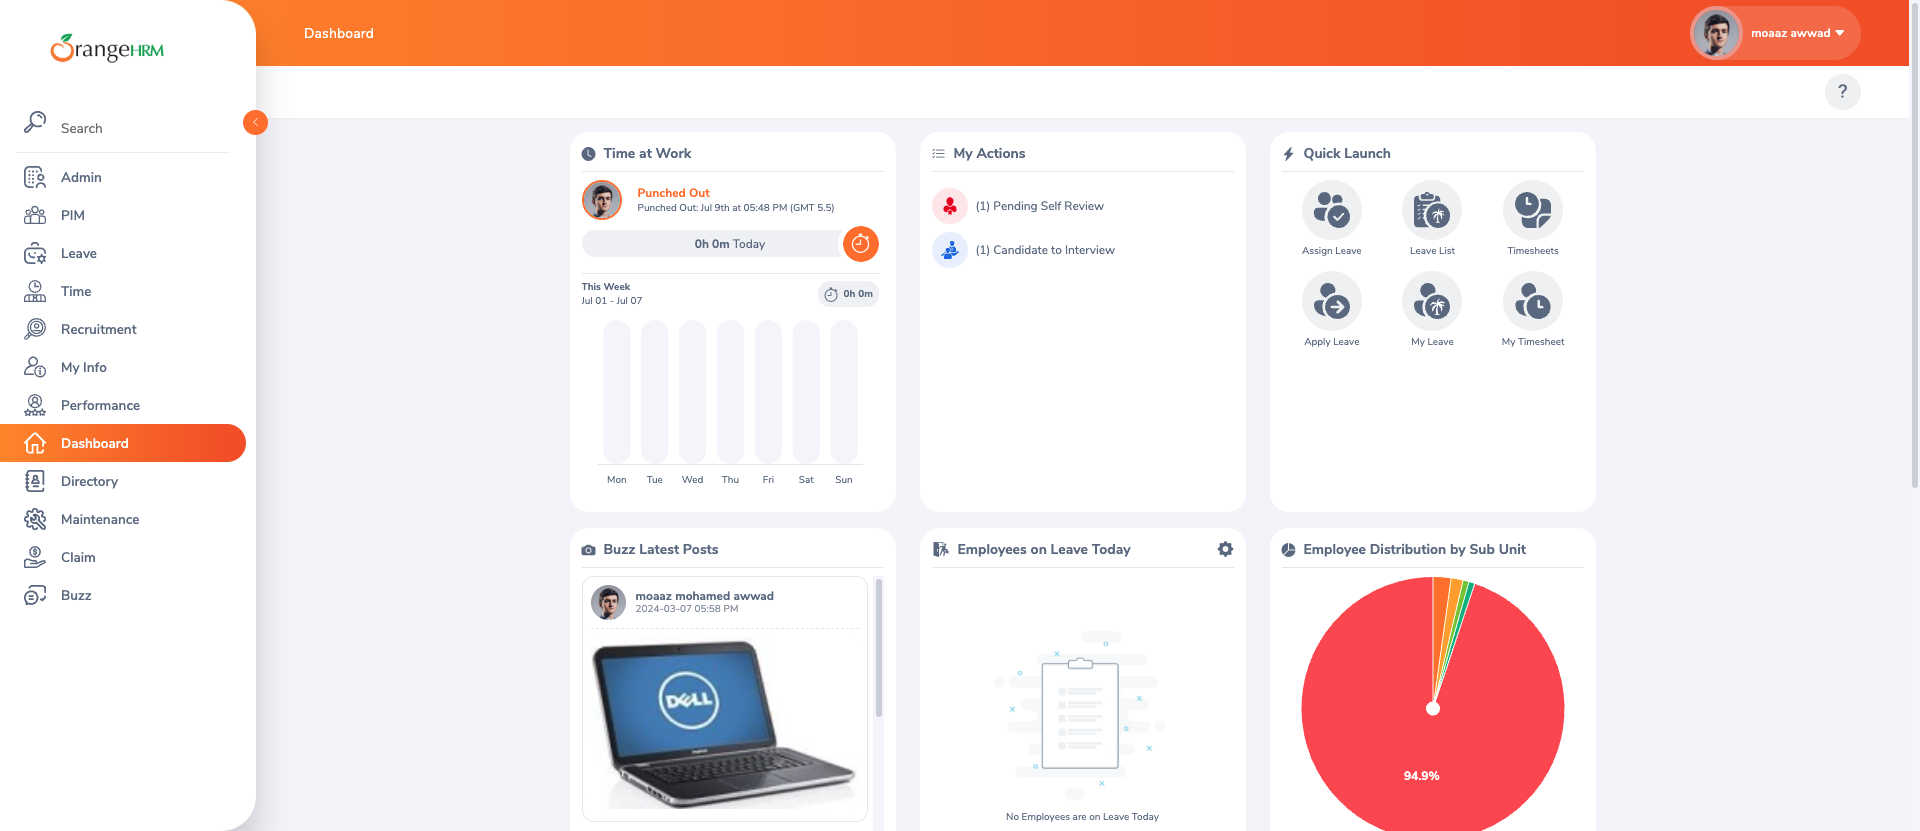 OrangeHRM
Dashboard
moaaz awwad
?
Search
Admin
PIM
Leave
Time
Recruitment
My Info
Performance
Dashboard
Directory
Maintenance
Claim
Buzz
Time at Work
Punched Out
Punched Out: Jul 9th at 05:48 PM (GMT 5.5)
0h 0m Today
This Week
Jul 01 - Jul 07
0h 0m
Mon Tue Wed Thu Fri Sat Sun
My Actions
(1) Pending Self Review
(1) Candidate to Interview
Quick Launch
Assign Leave
Leave List
Timesheets
Apply Leave
My Leave
My Timesheet
Buzz Latest Posts
moaaz mohamed awwad
2024-03-07 05:58 PM
DELL
Employees on Leave Today
No Employees are on Leave Today
Employee Distribution by Sub Unit
94.9%